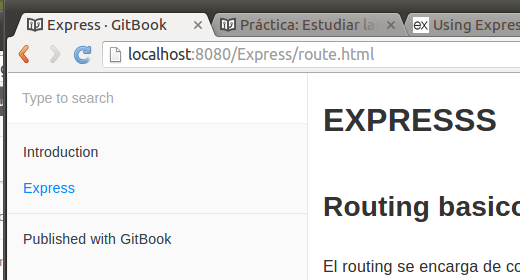 Express · GitBook
Práctica: Estudiar la
Using Expres
localhost:8080/Express/route.html
Type to search
Introduction
Express
Published with GitBook
EXPRESSS
Routing basico
El routing se encarga de co